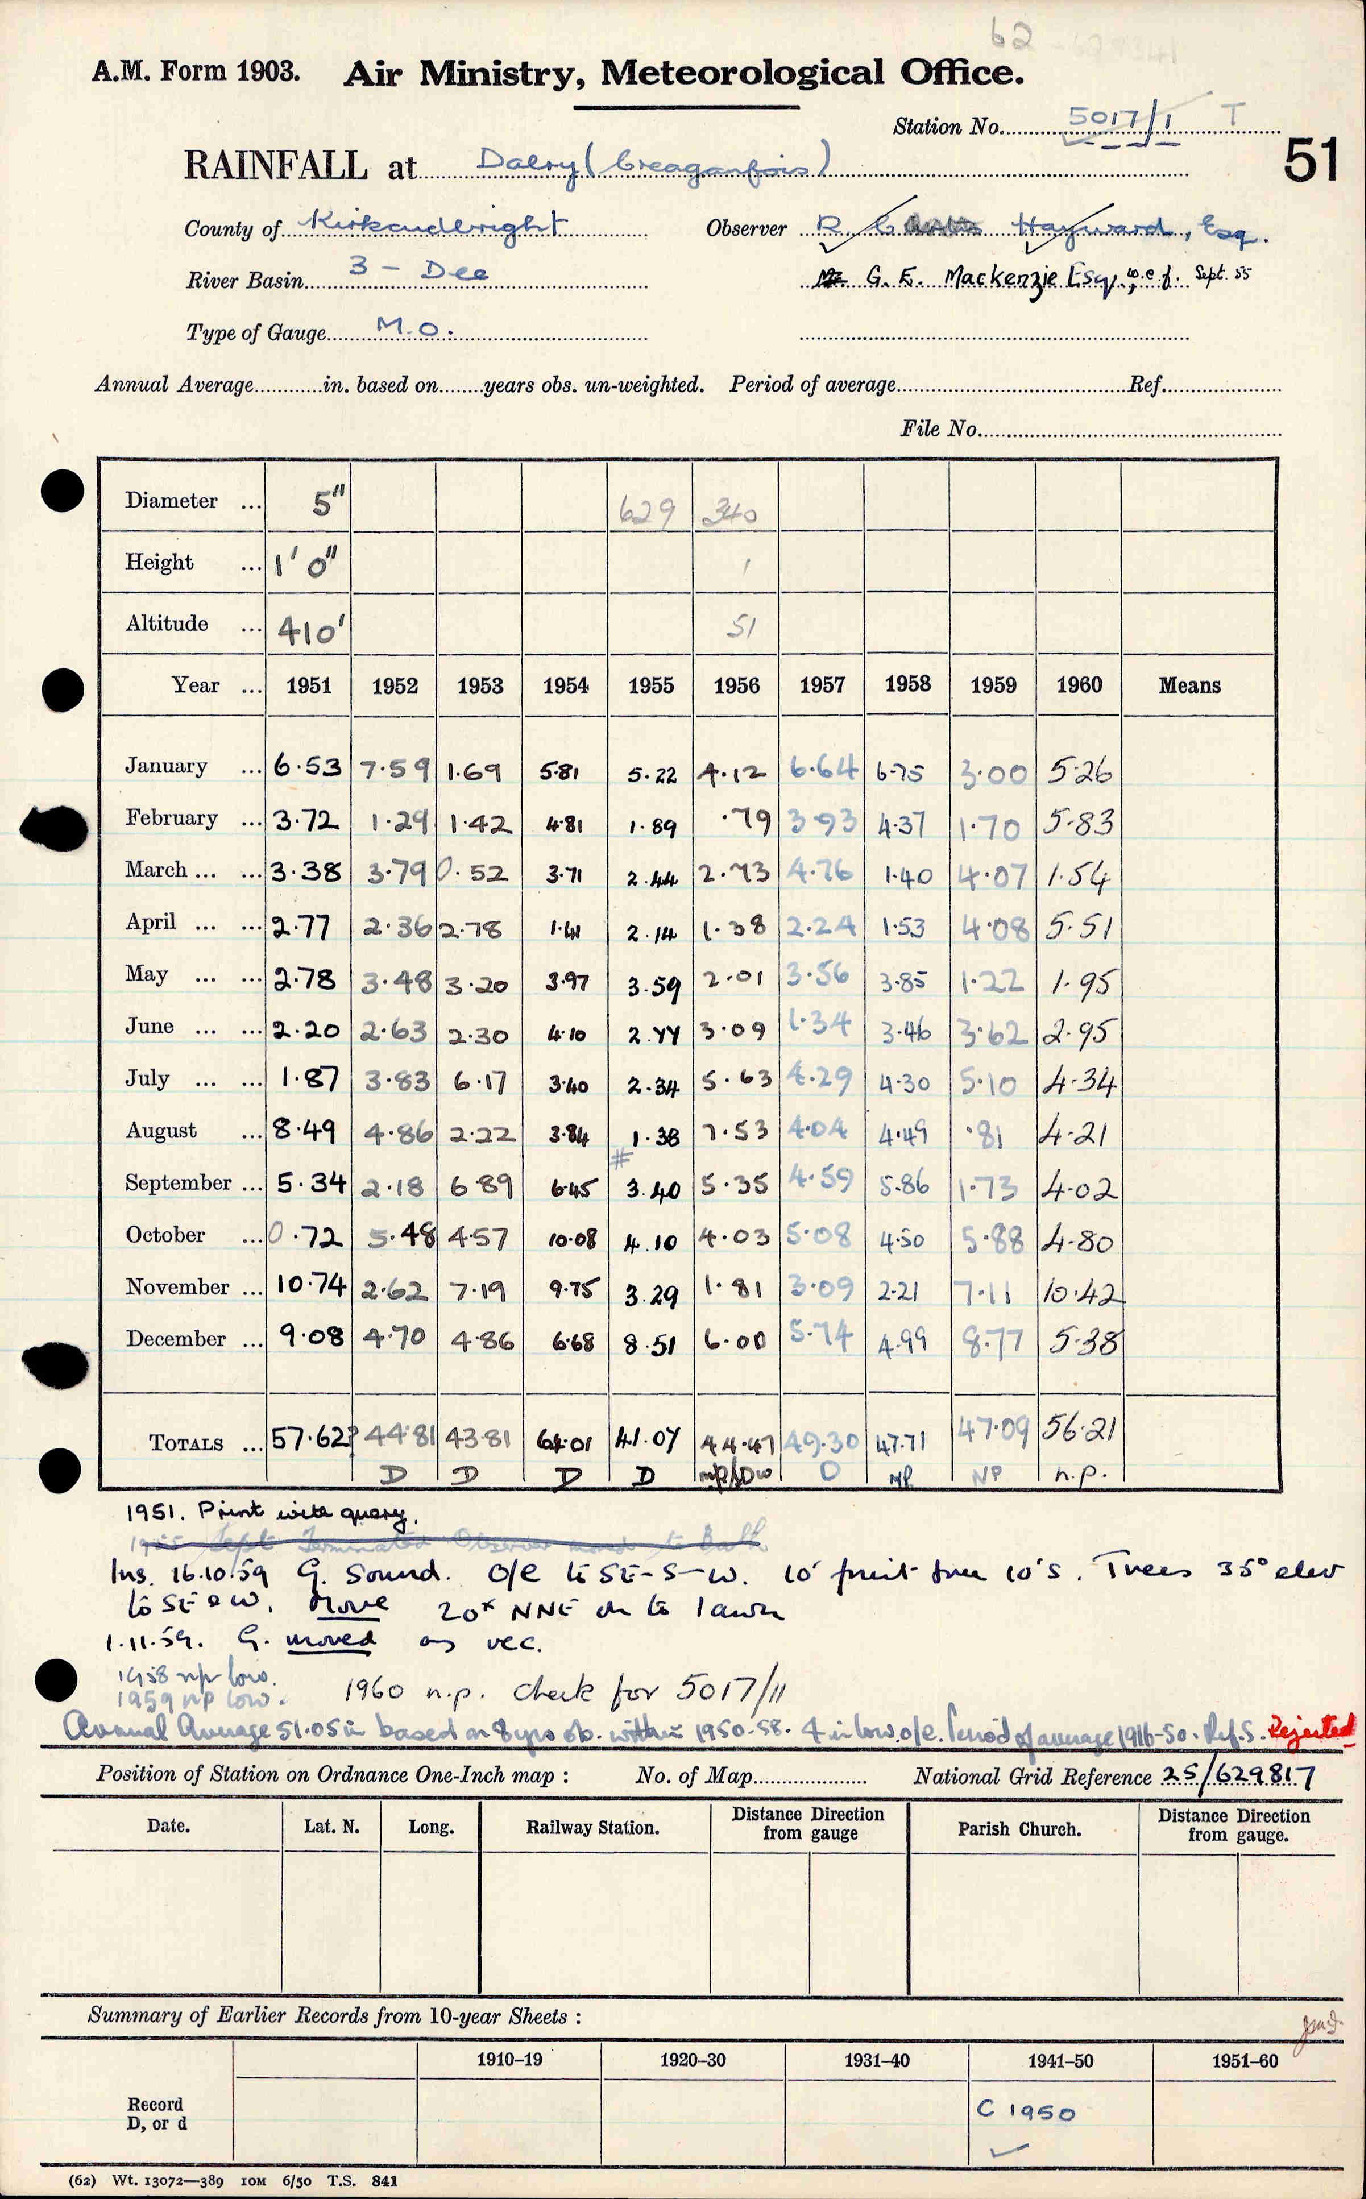 62
A.M. Form 1903. Air Ministry, Meteorological Office.
Station No. 5017/1 T
51
RAINFALL at Dalry (Creaganfois)
County of Kirkcudbright Observer R. C. Hayward, Esq.
River Basin 3 - Dee G. E. Mackenzie Esq., w.e.f. Sept. 55
Type of Gauge M.O.
Annual Average in. based on years obs. un-weighted. Period of average Ref.
File No.
Diameter ... 5" 629 340
Height ... 1' 0" 1
Altitude ... 410' 51
Year ... 1951 1952 1953 1954 1955 1956 1957 1958 1959 1960 Means
January ... 6.53 7.59 1.69 5.81 5.22 4.12 6.64 6.75 3.00 5.26
February ... 3.72 1.29 1.42 4.81 1.89 .79 3.93 4.37 1.70 5.83
March ... ... 3.38 3.79 0.52 3.71 2.44 2.73 4.76 1.40 4.07 1.54
April ... ... 2.77 2.36 2.78 1.41 2.14 1.38 2.24 1.53 4.08 5.51
May ... ... 2.78 3.48 3.20 3.97 3.59 2.01 3.56 3.85 1.22 1.95
June ... ... 2.20 2.63 2.30 4.10 2.77 3.09 1.34 3.46 3.62 2.95
July ... ... 1.87 3.83 6.17 3.40 2.34 5.63 4.29 4.30 5.10 4.34
August ... 8.49 4.86 2.22 3.84 1.38 7.53 4.04 4.49 .81 4.21
September ... 5.34 2.18 6.89 6.45 # 3.40 5.35 4.59 5.86 1.73 4.02
October ... 0.72 5.48 4.57 10.08 4.10 4.03 5.08 4.50 5.88 4.80
November ... 10.74 2.62 7.19 9.75 3.29 1.81 3.09 2.21 7.11 10.42
December ... 9.08 4.70 4.86 6.68 8.51 6.00 5.74 4.99 8.77 5.38
TOTALS ... 57.62? 44.81 43.81 64.01 41.07 44.47 49.30 47.71 47.09 56.21
D D D D D NP NP n.p.
1951. Print with query.
1955 Sept Terminated Observer moved to Bath
Ins. 16.10.59 G. Sound. O/e to SE-S-W. 10' fruit tree 10' S. Trees 35° elev
to SE & W. Move 20× NNE on to lawn
1.11.59. G. moved as rec.
1958 np low.
1959 NP low. 1960 n.p. check for 5017/11
Annual Average 51.05 in based on 8 yrs ob. within 1950-58. 4 in low. o/e. Period of average 1916-50. Ref. S. Rejected
Position of Station on Ordnance One-Inch map : No. of Map National Grid Reference 25/629817
Date. Lat. N. Long. Railway Station. Distance Direction from gauge Parish Church. Distance Direction from gauge.
Summary of Earlier Records from 10-year Sheets :
1910–19 1920–30 1931–40 1941–50 1951–60
Record
D, or d
C 1950
(62) Wt. 13072—389 10M 6/50 T.S. 841